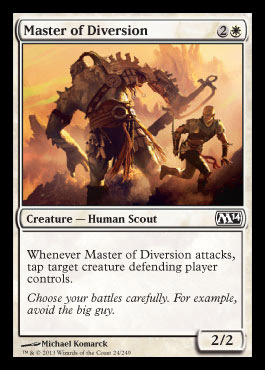 Master of Diversion 2
Creature — Human Scout M14
Whenever Master of Diversion attacks,
tap target creature defending player
controls.
Choose your battles carefully. For example,
avoid the big guy.
2/2
Michael Komarck
™ & © 2013 Wizards of the Coast 24/249